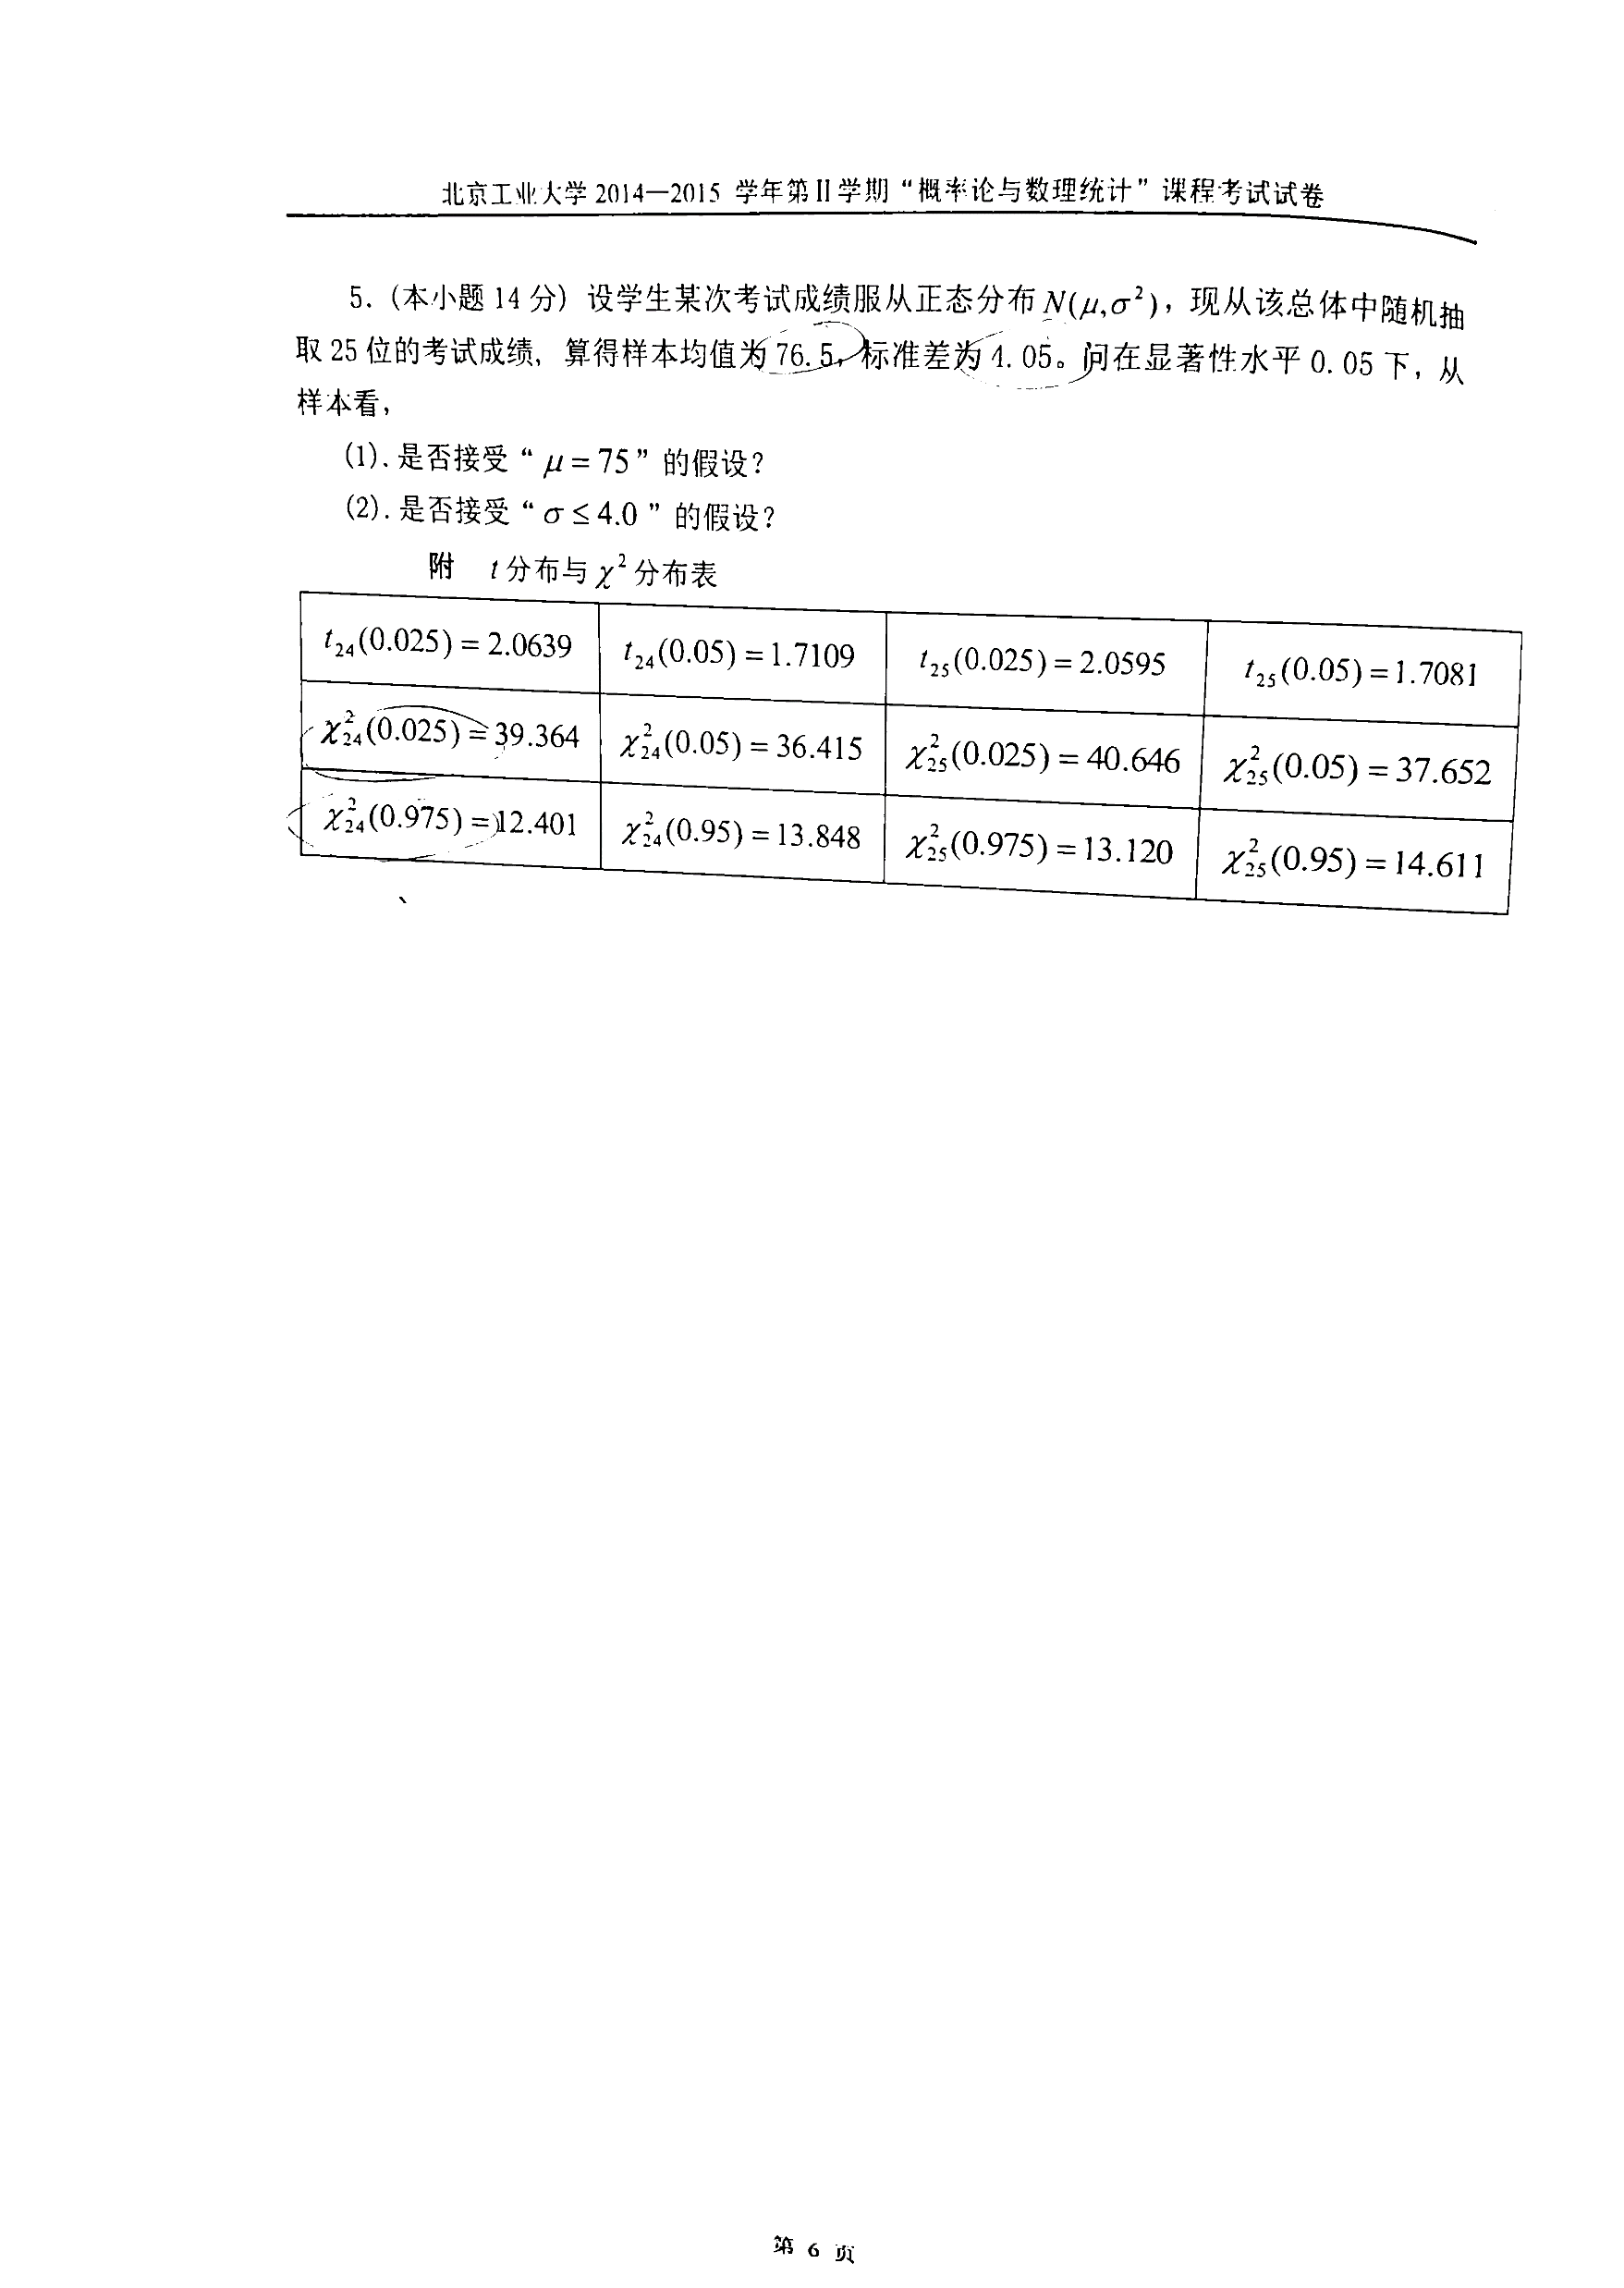 北京工业大学 2014—2015 学年第 II 学期“概率论与数理统计”课程考试试卷
5. (本小题 14 分) 设学生某次考试成绩服从正态分布 N(μ,σ²)，现从该总体中随机抽
取 25 位的考试成绩, 算得样本均值为 76.5, 标准差为 4.05。问在显著性水平 0.05 下，从
样本看，
(1). 是否接受“ μ = 75 ”的假设?
(2). 是否接受“ σ ≤ 4.0 ”的假设?
附 t 分布与 χ² 分布表
t₂₄(0.025) = 2.0639 t₂₄(0.05) = 1.7109 t₂₅(0.025) = 2.0595 t₂₅(0.05) = 1.7081
χ²₂₄(0.025) = 39.364 χ²₂₄(0.05) = 36.415 χ²₂₅(0.025) = 40.646 χ²₂₅(0.05) = 37.652
χ²₂₄(0.975) = 12.401 χ²₂₄(0.95) = 13.848 χ²₂₅(0.975) = 13.120 χ²₂₅(0.95) = 14.611
第 6 页